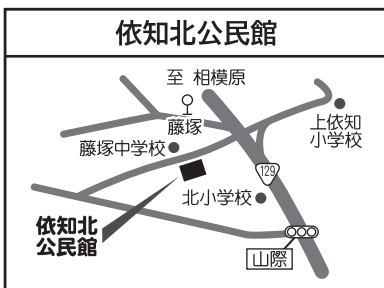 依知北公民館
至 相模原
藤塚
上依知
小学校
藤塚中学校
129
北小学校
依知北
公民館
山際